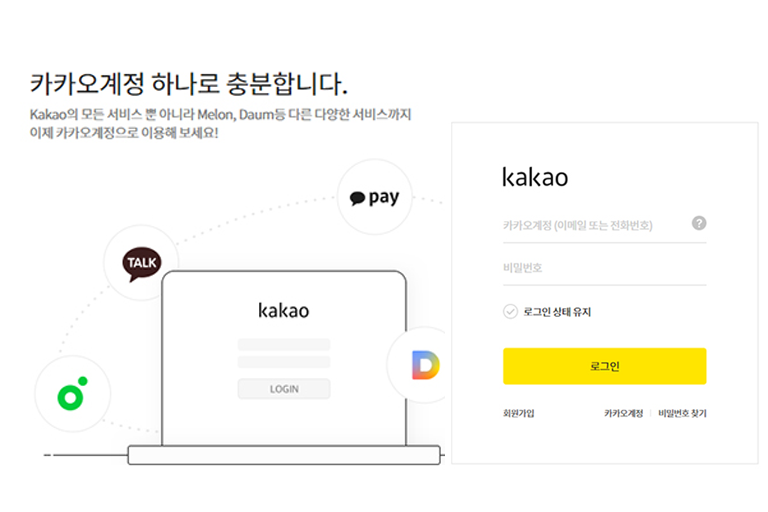 카카오계정 하나로 충분합니다.
Kakao의 모든 서비스 뿐 아니라 Melon, Daum등 다른 다양한 서비스까지
이제 카카오계정으로 이용해 보세요!
pay
TALK
kakao
LOGIN
D
kakao
카카오계정 (이메일 또는 전화번호)
?
비밀번호
로그인 상태 유지
로그인
회원가입
카카오계정 | 비밀번호 찾기